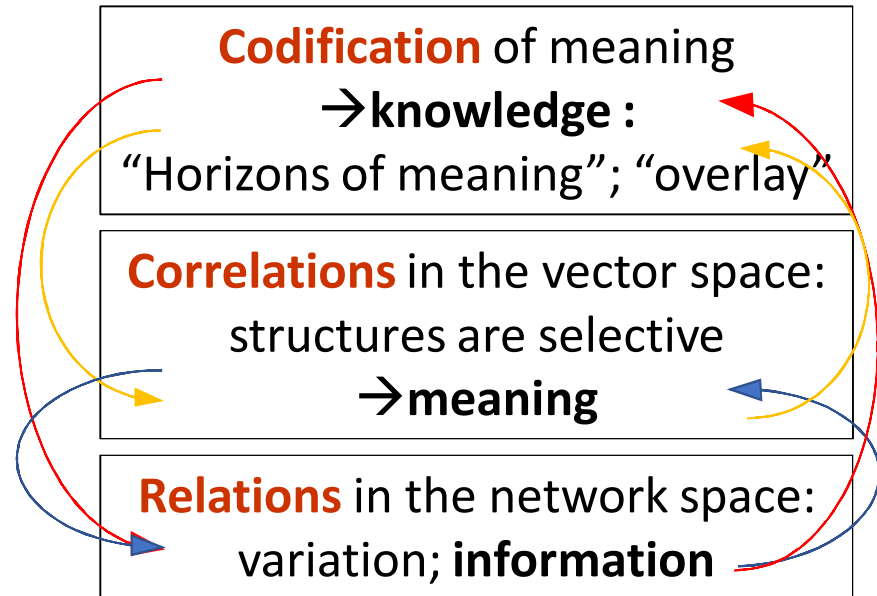 Codification of meaning
→knowledge :
“Horizons of meaning”; “overlay”
Correlations in the vector space:
structures are selective
→meaning
Relations in the network space:
variation; information